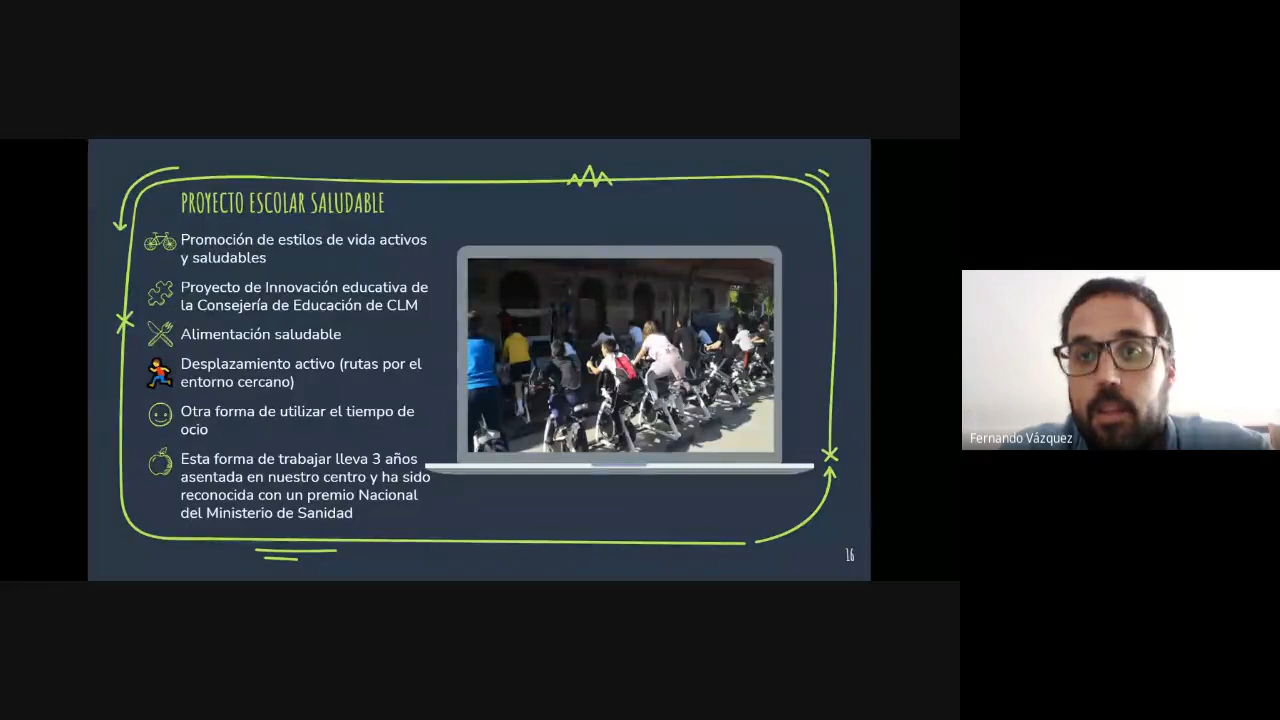 PROYECTO ESCOLAR SALUDABLE
Promoción de estilos de vida activos
y saludables
Proyecto de Innovación educativa de
la Consejería de Educación de CLM
Alimentación saludable
Desplazamiento activo (rutas por el
entorno cercano)
Otra forma de utilizar el tiempo de
ocio
Esta forma de trabajar lleva 3 años
asentada en nuestro centro y ha sido
reconocida con un premio Nacional
del Ministerio de Sanidad
16
Fernando Vázquez